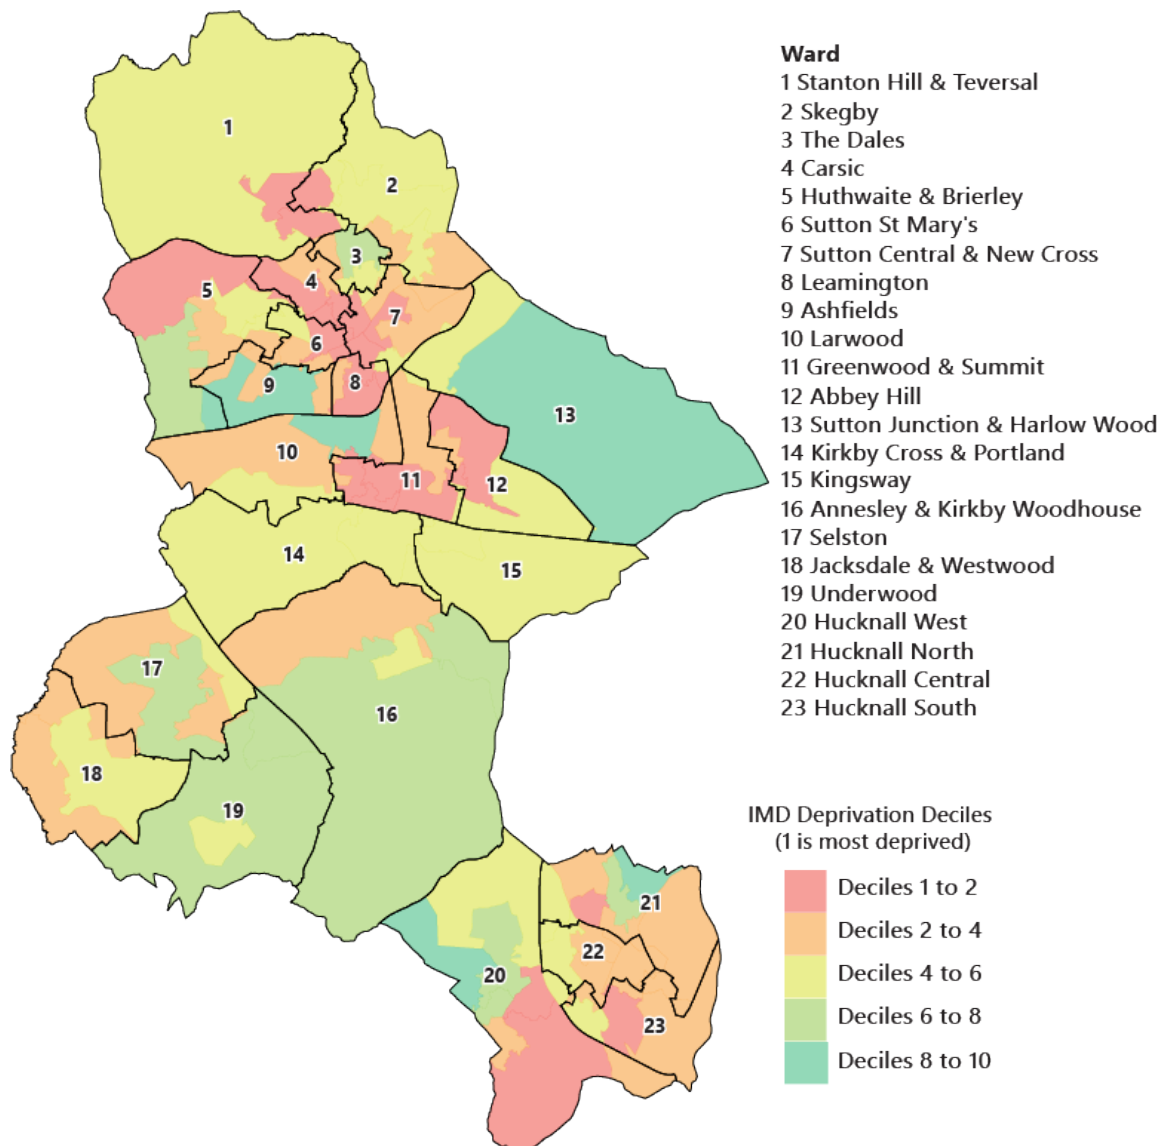 Ward
1 Stanton Hill & Teversal
2 Skegby
3 The Dales
4 Carsic
5 Huthwaite & Brierley
6 Sutton St Mary's
7 Sutton Central & New Cross
8 Leamington
9 Ashfields
10 Larwood
11 Greenwood & Summit
12 Abbey Hill
13 Sutton Junction & Harlow Wood
14 Kirkby Cross & Portland
15 Kingsway
16 Annesley & Kirkby Woodhouse
17 Selston
18 Jacksdale & Westwood
19 Underwood
20 Hucknall West
21 Hucknall North
22 Hucknall Central
23 Hucknall South
IMD Deprivation Deciles
(1 is most deprived)
Deciles 1 to 2
Deciles 2 to 4
Deciles 4 to 6
Deciles 6 to 8
Deciles 8 to 10
1
2
3
4
5
6
7
8
9
10
11
12
13
14
15
16
17
18
19
20
21
22
23